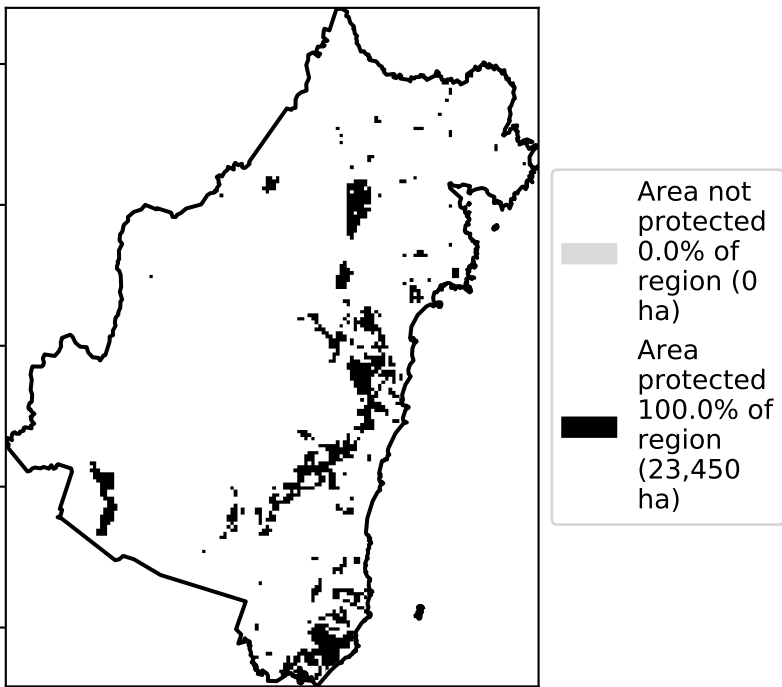 Area not
protected
0.0% of
region (0
ha)
Area
protected
100.0% of
region
(23,450
ha)